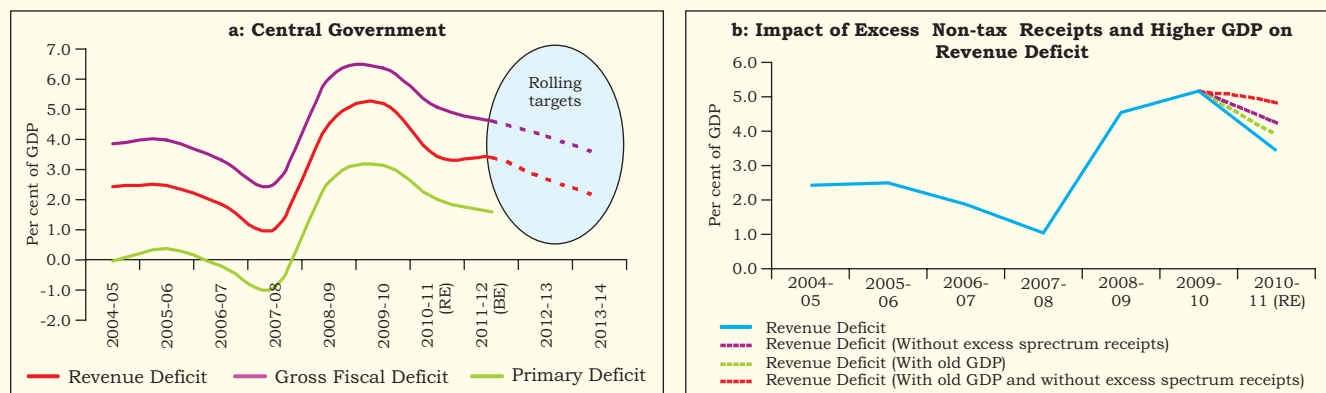 a: Central Government
Per cent of GDP
7.0
6.0
5.0
4.0
3.0
2.0
1.0
0.0
-1.0
-2.0
Rolling
targets
2004-05
2005-06
2006-07
2007-08
2008-09
2009-10
2010-11
(RE)
2011-12
(BE)
2012-13
2013-14
Revenue Deficit
Gross Fiscal Deficit
Primary Deficit
b: Impact of Excess Non-tax Receipts and Higher GDP on
Revenue Deficit
Per cent of GDP
6.0
5.0
4.0
3.0
2.0
1.0
0.0
2004-
05
2005-
06
2006-
07
2007-
08
2008-
09
2009-
10
2010-
11 (RE)
Revenue Deficit
Revenue Deficit (Without excess sprectrum receipts)
Revenue Deficit (With old GDP)
Revenue Deficit (With old GDP and without excess spectrum receipts)